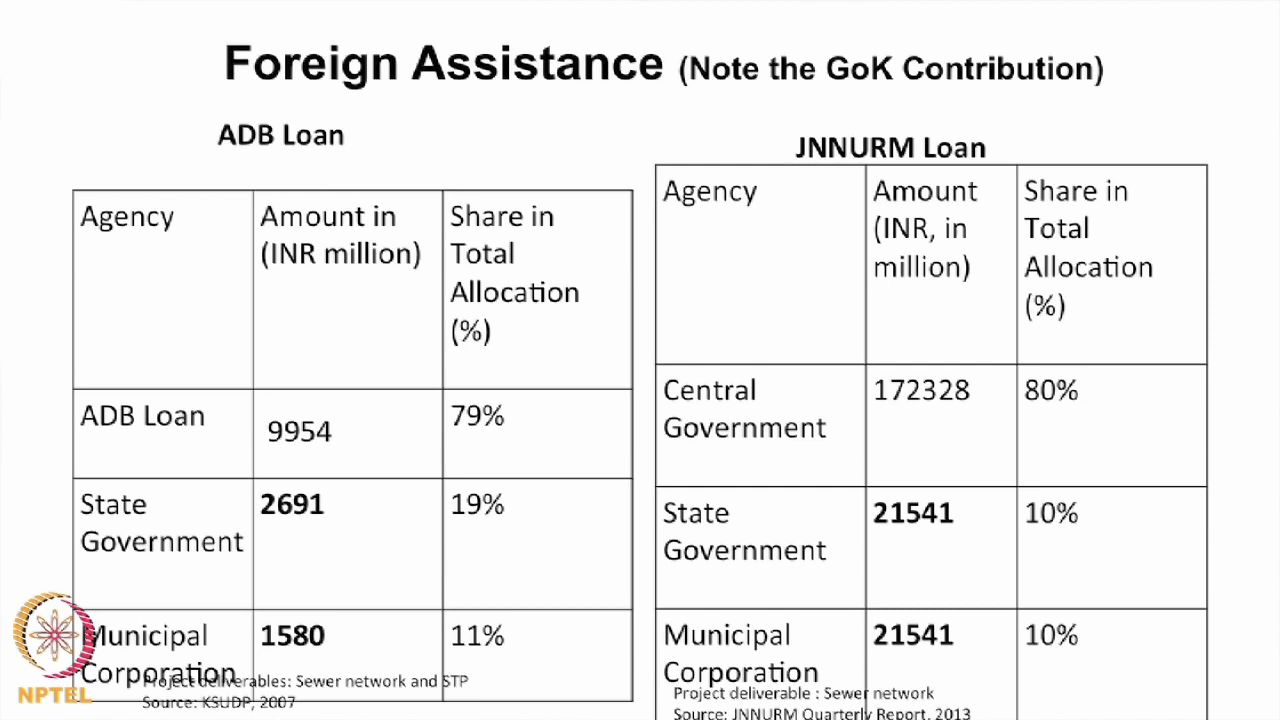 Foreign Assistance (Note the GoK Contribution)
ADB Loan
Agency
Amount in
(INR million)
Share in
Total
Allocation
(%)
ADB Loan
9954
79%
State
Government
2691
19%
Municipal
Corporation
1580
11%
Project deliverables: Sewer network and STP
Source: KSUDP, 2007
JNNURM Loan
Agency
Amount
(INR, in
million)
Share in
Total
Allocation
(%)
Central
Government
172328
80%
State
Government
21541
10%
Municipal
Corporation
21541
10%
Project deliverable : Sewer network
Source: JNNURM Quarterly Report, 2013
NPTEL